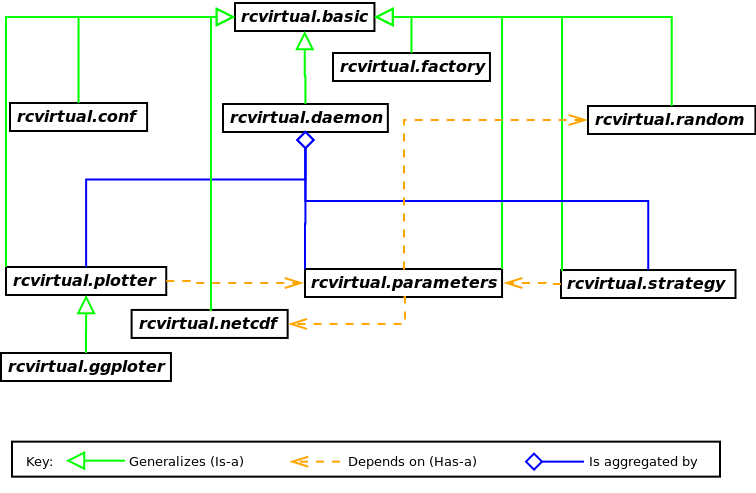 rcvirtual.basic
rcvirtual.factory
rcvirtual.conf
rcvirtual.daemon
rcvirtual.random
rcvirtual.plotter
rcvirtual.parameters
rcvirtual.strategy
rcvirtual.netcdf
rcvirtual.ggploter
Key: Generalizes (Is-a) Depends on (Has-a) Is aggregated by